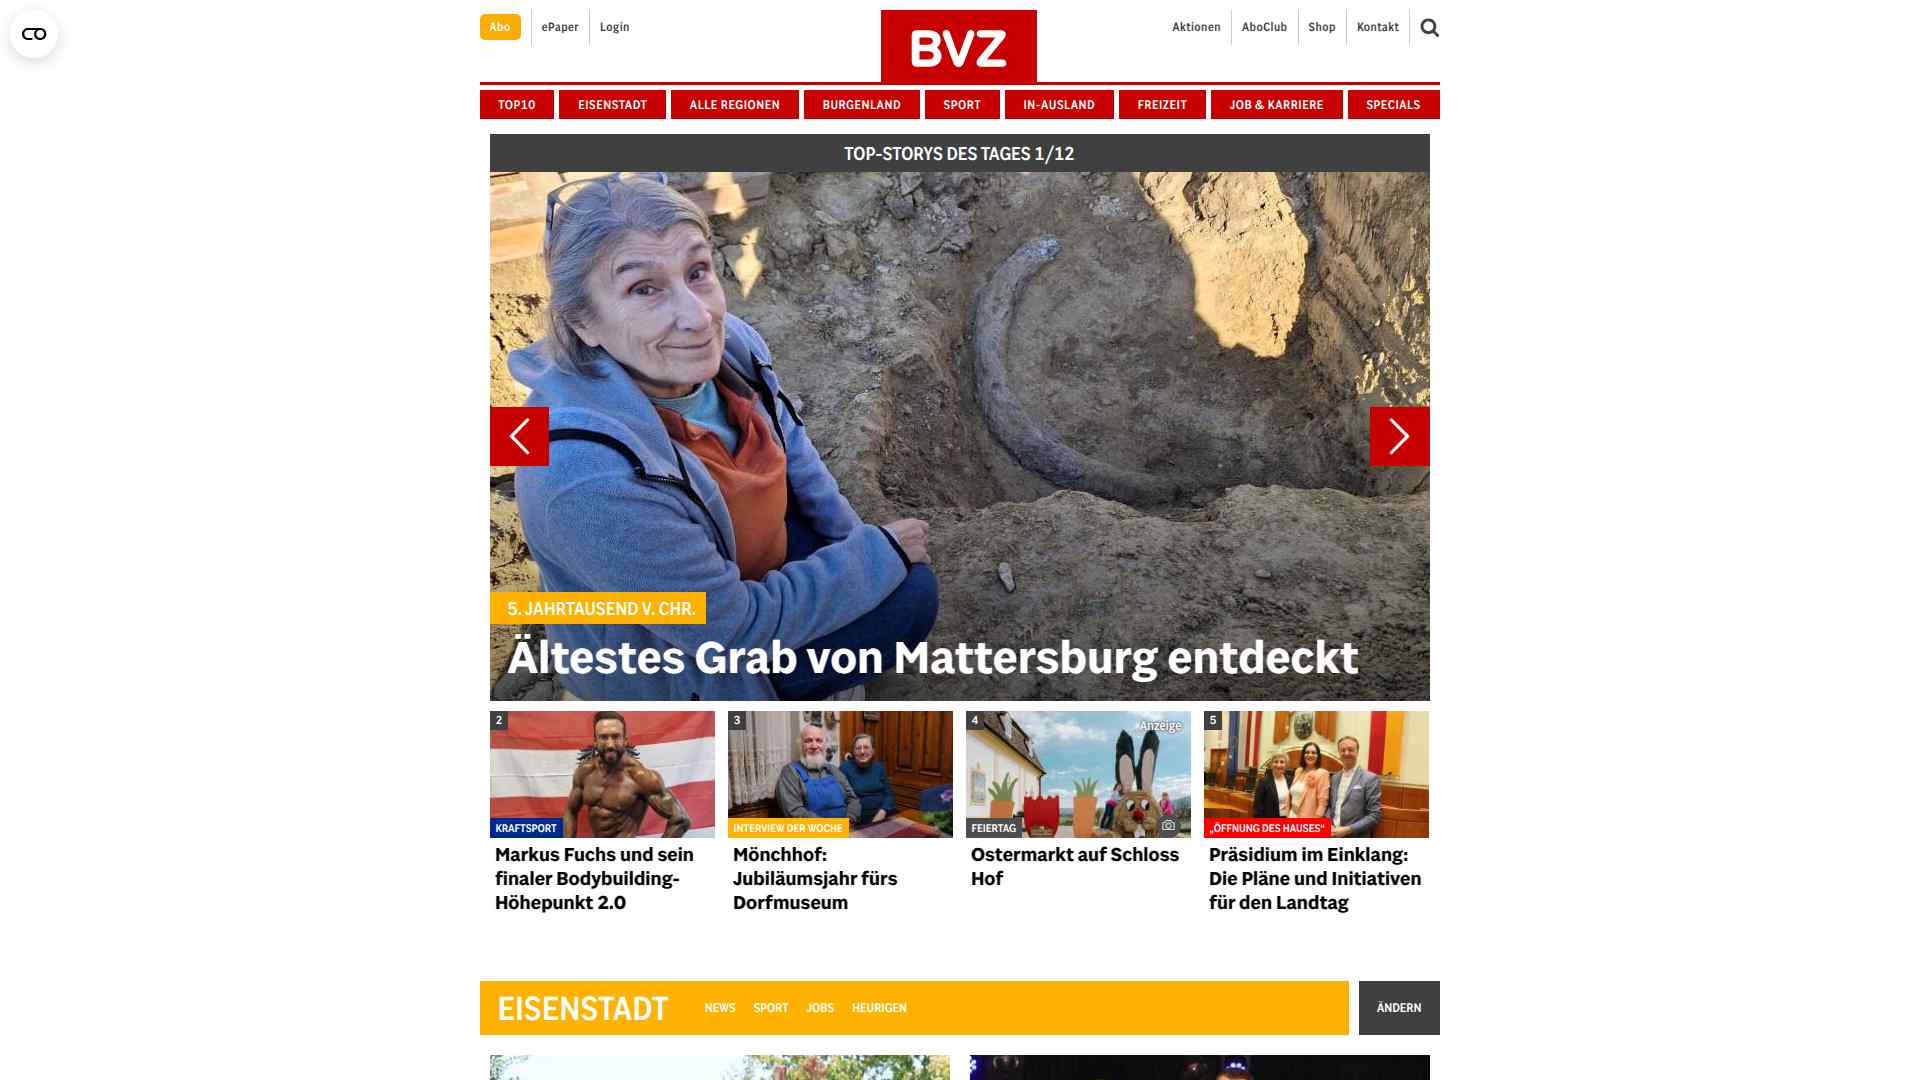 Abo
ePaper
Login
BVZ
Aktionen
AboClub
Shop
Kontakt
TOP10
EISENSTADT
ALLE REGIONEN
BURGENLAND
SPORT
IN-AUSLAND
FREIZEIT
JOB & KARRIERE
SPECIALS
TOP-STORYS DES TAGES 1/12
5. JAHRTAUSEND V. CHR.
Ältestes Grab von Mattersburg entdeckt
2
KRAFTSPORT
Markus Fuchs und sein
finaler Bodybuilding-
Höhepunkt 2.0
3
INTERVIEW DER WOCHE
Mönchhof:
Jubiläumsjahr fürs
Dorfmuseum
4
Anzeige
FEIERTAG
Ostermarkt auf Schloss
Hof
5
„ÖFFNUNG DES HAUSES“
Präsidium im Einklang:
Die Pläne und Initiativen
für den Landtag
EISENSTADT
NEWS
SPORT
JOBS
HEURIGEN
ÄNDERN